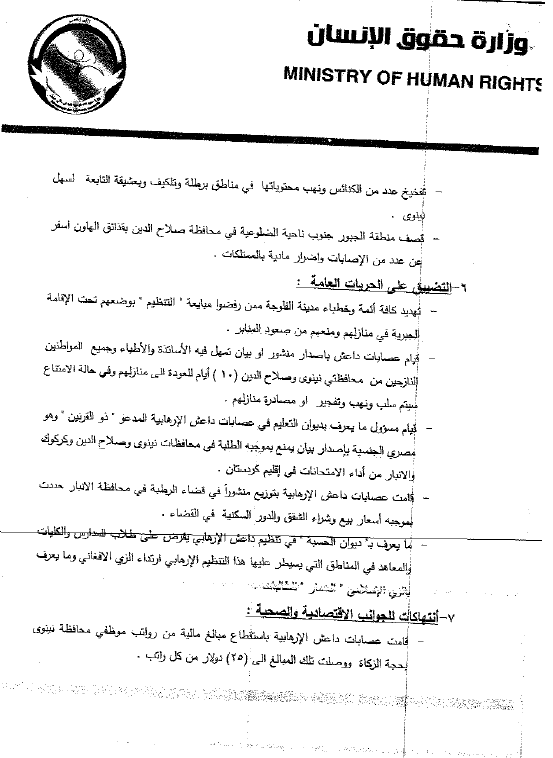 وزارة حقوق الإنسان
MINISTRY OF HUMAN RIGHTS
- تفخيخ عدد من الكنائس ونهب محتوياتها في مناطق برطلة وتلكيف وبعشيقة التابعة لسهل
نينوى .
- قصف منطقة الجبور جنوب ناحية الضلوعية في محافظة صلاح الدين بقذائق الهاون أسفر
عن عدد من الإصابات واضرار مادية بالممتلكات .
٦- التضييق على الحريات العامة :
- تهديد كافة أئمة وخطباء مدينة الفلوجة ممن رفضوا مبايعة " التنظيم " بوضعهم تحت الإقامة
الجبرية في منازلهم ومنعهم من صعود المنابر .
- قيام عصابات داعش بإصدار منشور او بيان تمهل فيه الأساتذة والأطباء وجميع المواطنين
النازحين من محافظتي نينوى وصلاح الدين ( ١٠ ) أيام للعودة الى منازلهم وفي حالة الامتناع
سيتم سلب ونهب وتفجير او مصادرة منازلهم .
- قيام مسؤول ما يعرف بديوان التعليم في عصابات داعش الإرهابية المدعو " ذو القرنين " وهو
مصري الجنسية بإصدار بيان يمنع بموجبه الطلبة في محافظات نينوى وصلاح الدين وكركوك
والانبار من أداء الامتحانات في إقليم كردستان .
- قامت عصابات داعش الإرهابية بتوزيع منشوراً في قضاء الرطبة في محافظة الانبار حددت
بموجبه أسعار بيع وشراء الشقق والدور السكنية في القضاء .
- ما يعرف بـ" ديوان الحسبة " في تنظيم داعش الإرهابي يفرض على طلاب المدارس والكليات
والمعاهد في المناطق التي يسيطر عليها هذا التنظيم الإرهابي ارتداء الزي الافغاني وما يعرف
بالزي الإسلامي "
٧- أنتهاكات للجوانب الاقتصادية والصحية :
- قامت عصابات داعش الإرهابية باستقطاع مبالغ مالية من رواتب موظفي محافظة نينوى
بحجة الزكاة ووصلت تلك المبالغ الى (٢٥) دولار من كل راتب .